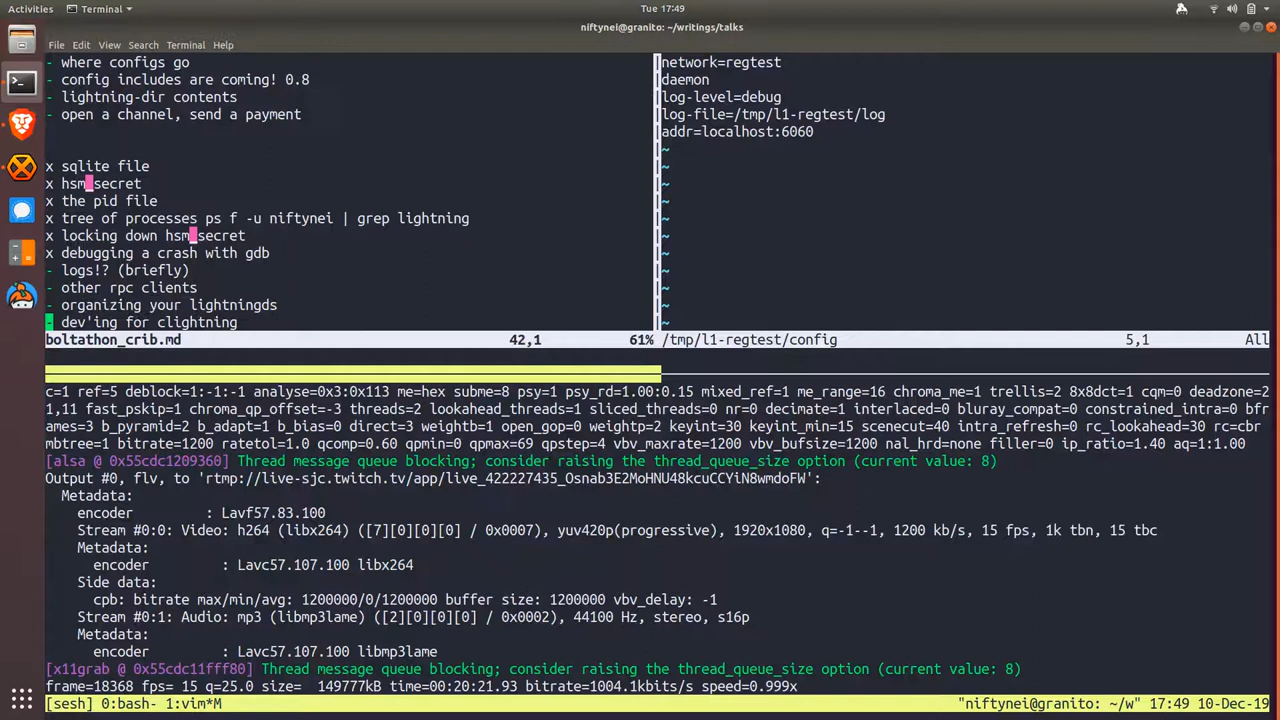 Activities
Terminal
Tue 17:49
niftynei@granito: ~/writings/talks
File Edit View Search Terminal Help
- where configs go
- config includes are coming! 0.8
- lightning-dir contents
- open a channel, send a payment
x sqlite file
x hsm_secret
x the pid file
x tree of processes ps f -u niftynei | grep lightning
x locking down hsm_secret
x debugging a crash with gdb
- logs!? (briefly)
- other rpc clients
- organizing your lightningds
- dev'ing for clightning
boltathon_crib.md 42,1 61%
network=regtest
daemon
log-level=debug
log-file=/tmp/l1-regtest/log
addr=localhost:6060
~
~
~
~
~
~
~
~
~
~
~
/tmp/l1-regtest/config 5,1 All
c=1 ref=5 deblock=1:-1:-1 analyse=0x3:0x113 me=hex subme=8 psy=1 psy_rd=1.00:0.15 mixed_ref=1 me_range=16 chroma_me=1 trellis=2 8x8dct=1 cqm=0 deadzone=2
1,11 fast_pskip=1 chroma_qp_offset=-3 threads=2 lookahead_threads=1 sliced_threads=0 nr=0 decimate=1 interlaced=0 bluray_compat=0 constrained_intra=0 bfr
ames=3 b_pyramid=2 b_adapt=1 b_bias=0 direct=3 weightb=1 open_gop=0 weightp=2 keyint=30 keyint_min=15 scenecut=40 intra_refresh=0 rc_lookahead=30 rc=cbr
mbtree=1 bitrate=1200 ratetol=1.0 qcomp=0.60 qpmin=0 qpmax=69 qpstep=4 vbv_maxrate=1200 vbv_bufsize=1200 nal_hrd=none filler=0 ip_ratio=1.40 aq=1:1.00
[alsa @ 0x55cdc1209360] Thread message queue blocking; consider raising the thread_queue_size option (current value: 8)
Output #0, flv, to 'rtmp://live-sjc.twitch.tv/app/live_422227435_Osnab3E2MoHNU48kcuCCYiN8wmdoFW':
Metadata:
encoder : Lavf57.83.100
Stream #0:0: Video: h264 (libx264) ([7][0][0][0] / 0x0007), yuv420p(progressive), 1920x1080, q=-1--1, 1200 kb/s, 15 fps, 1k tbn, 15 tbc
Metadata:
encoder : Lavc57.107.100 libx264
Side data:
cpb: bitrate max/min/avg: 1200000/0/1200000 buffer size: 1200000 vbv_delay: -1
Stream #0:1: Audio: mp3 (libmp3lame) ([2][0][0][0] / 0x0002), 44100 Hz, stereo, s16p
Metadata:
encoder : Lavc57.107.100 libmp3lame
[x11grab @ 0x55cdc11fff80] Thread message queue blocking; consider raising the thread_queue_size option (current value: 8)
frame=18368 fps= 15 q=25.0 size= 149777kB time=00:20:21.93 bitrate=1004.1kbits/s speed=0.999x
[sesh] 0:bash- 1:vim*M "niftynei@granito: ~/w" 17:49 10-Dec-19